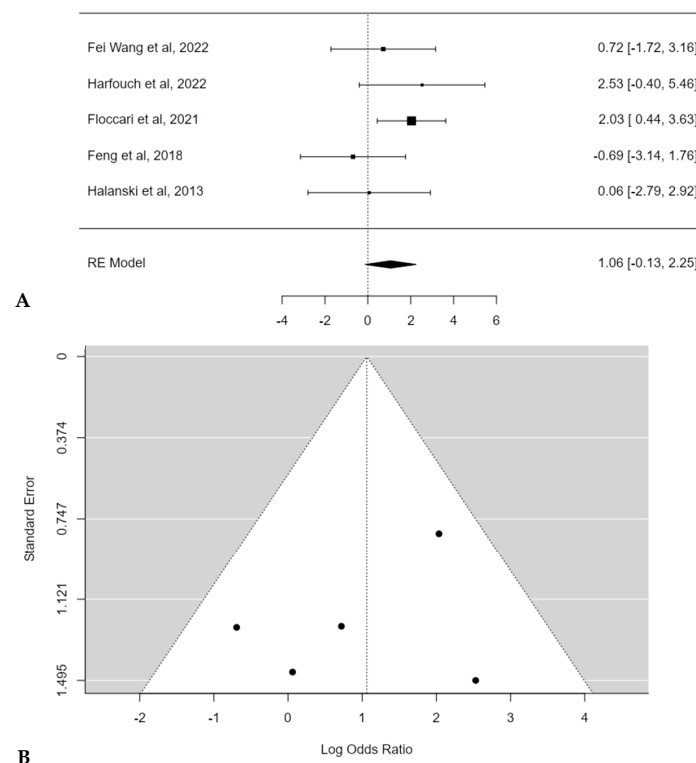 Fei Wang et al, 2022 0.72 [-1.72, 3.16]
Harfouch et al, 2022 2.53 [-0.40, 5.46]
Floccari et al, 2021 2.03 [ 0.44, 3.63]
Feng et al, 2018 -0.69 [-3.14, 1.76]
Halanski et al, 2013 0.06 [-2.79, 2.92]
RE Model 1.06 [-0.13, 2.25]
A
-4 -2 0 2 4 6
0
0.374
0.747
1.121
1.495
Standard Error
-2 -1 0 1 2 3 4
Log Odds Ratio
B